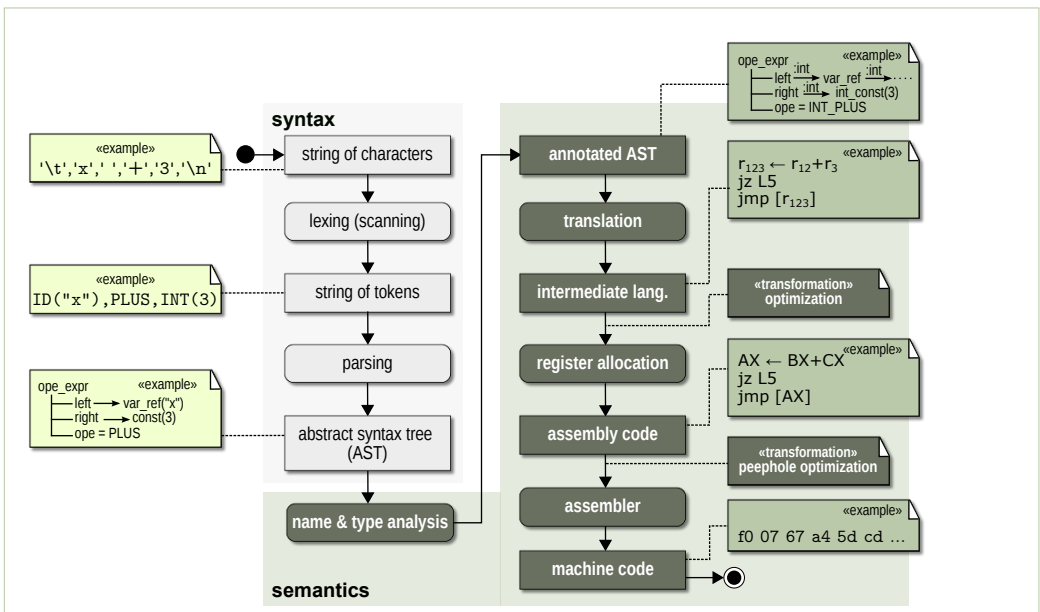 syntax
«example»
'\t','x',' ','+','3','\n'
string of characters
lexing (scanning)
«example»
ID("x"),PLUS,INT(3)
string of tokens
parsing
ope_expr «example»
left var_ref("x")
right const(3)
ope = PLUS
abstract syntax tree
(AST)
name & type analysis
semantics
«example»
ope_expr :int :int
left var_ref ....
right :int int_const(3)
ope = INT_PLUS
annotated AST
«example»
r123 ← r12+r3
jz L5
jmp [r123]
translation
intermediate lang.
«transformation»
optimization
register allocation
«example»
AX ← BX+CX
jz L5
jmp [AX]
assembly code
«transformation»
peephole optimization
assembler
«example»
f0 07 67 a4 5d cd ...
machine code